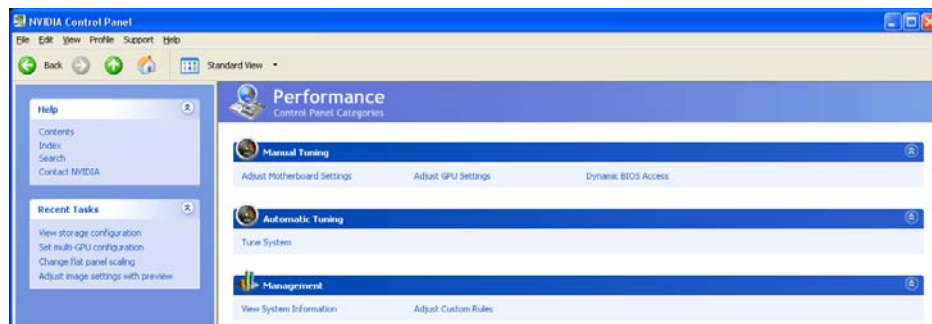 NVIDIA Control Panel
File Edit View Profile Support Help
Back Standard View
Help
Contents
Index
Search
Contact NVIDIA
Recent Tasks
View storage configuration
Set multi-GPU configuration
Change flat panel scaling
Adjust image settings with preview
Performance
Control Panel Categories
Manual Tuning
Adjust Motherboard Settings Adjust GPU Settings Dynamic BIOS Access
Automatic Tuning
Tune System
Management
View System Information Adjust Custom Rules